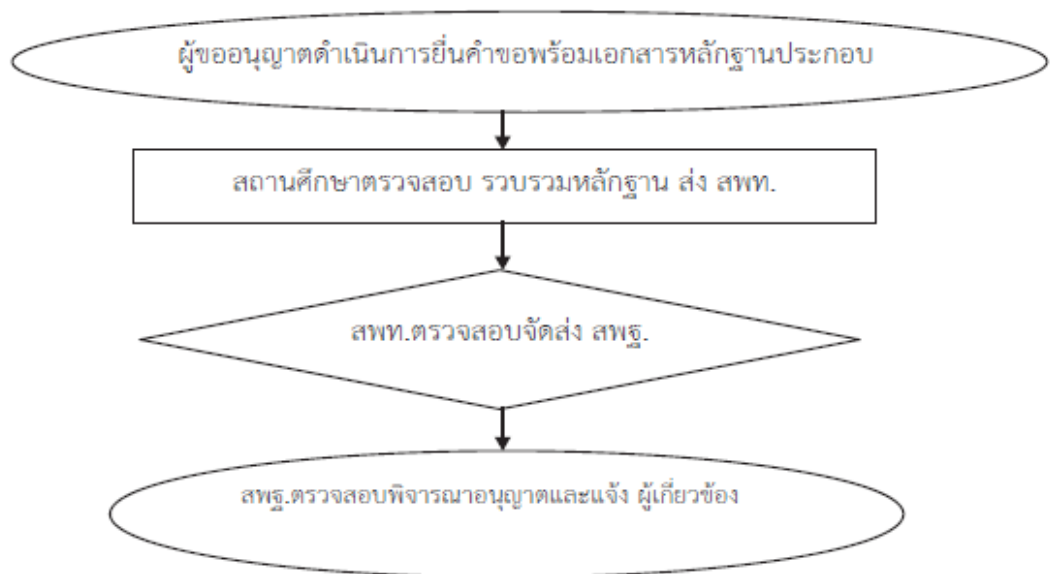 ผู้ขออนุญาตดำเนินการยื่นคำขอพร้อมเอกสารหลักฐานประกอบ
สถานศึกษาตรวจสอบ รวบรวมหลักฐาน ส่ง สพท.
สพท.ตรวจสอบจัดส่ง สพฐ.
สพฐ.ตรวจสอบพิจารณาอนุญาตและแจ้ง ผู้เกี่ยวข้อง